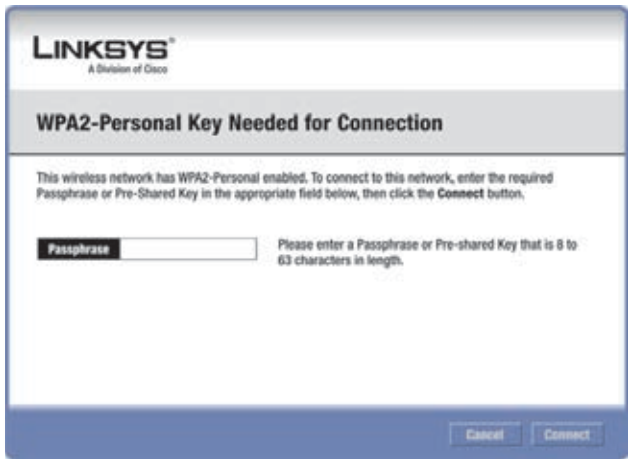 LINKSYS®
A Division of Cisco
WPA2-Personal Key Needed for Connection
This wireless network has WPA2-Personal enabled. To connect to this network, enter the required
Passphrase or Pre-Shared Key in the appropriate field below, then click the Connect button.
Passphrase
Please enter a Passphrase or Pre-shared Key that is 8 to
63 characters in length.
Cancel Connect